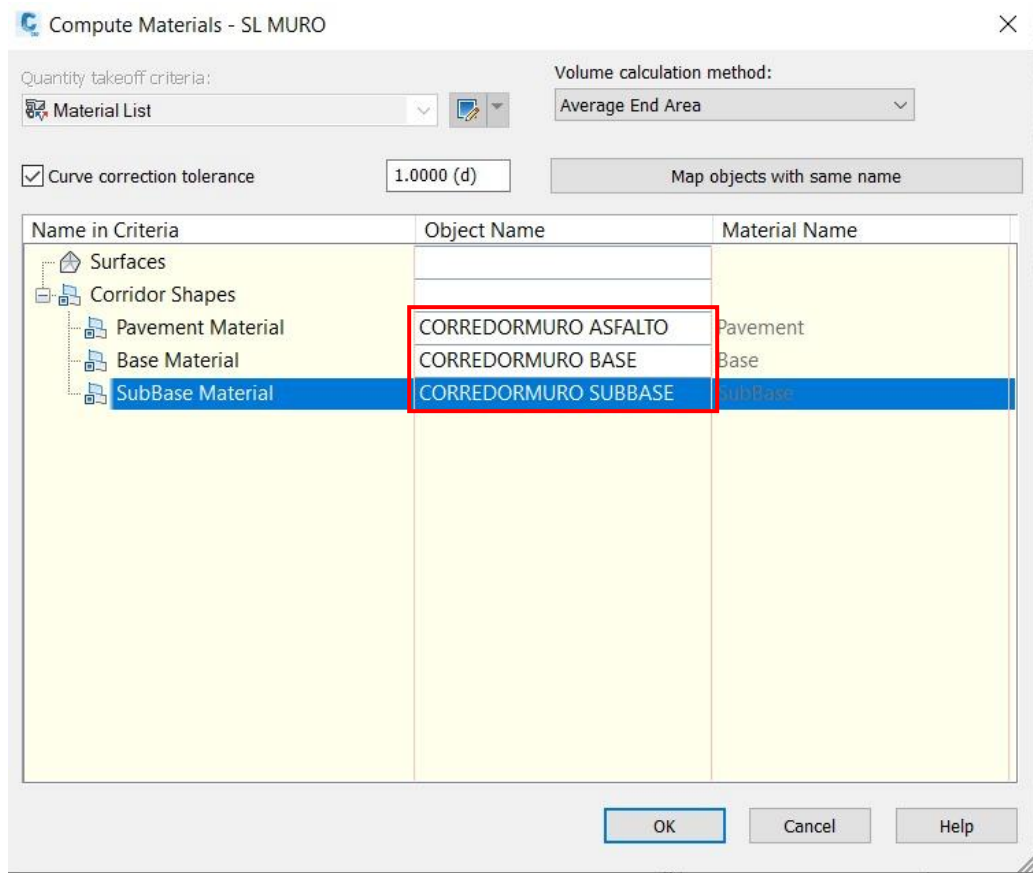 Compute Materials - SL MURO
Quantity takeoff criteria:
Volume calculation method:
Material List
Average End Area
Curve correction tolerance
1.0000 (d)
Map objects with same name
Name in Criteria Object Name Material Name
Surfaces
Corridor Shapes
Pavement Material CORREDORMURO ASFALTO Pavement
Base Material CORREDORMURO BASE Base
SubBase Material CORREDORMURO SUBBASE SubBase
OK Cancel Help